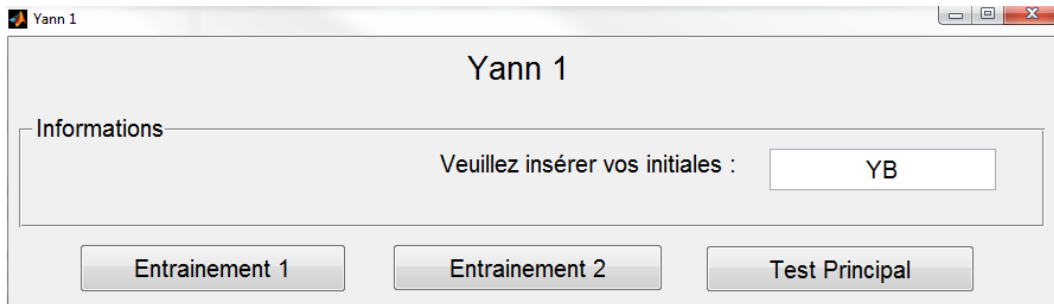 Yann 1
Yann 1
Informations
Veuillez insérer vos initiales : YB
Entrainement 1 Entrainement 2 Test Principal